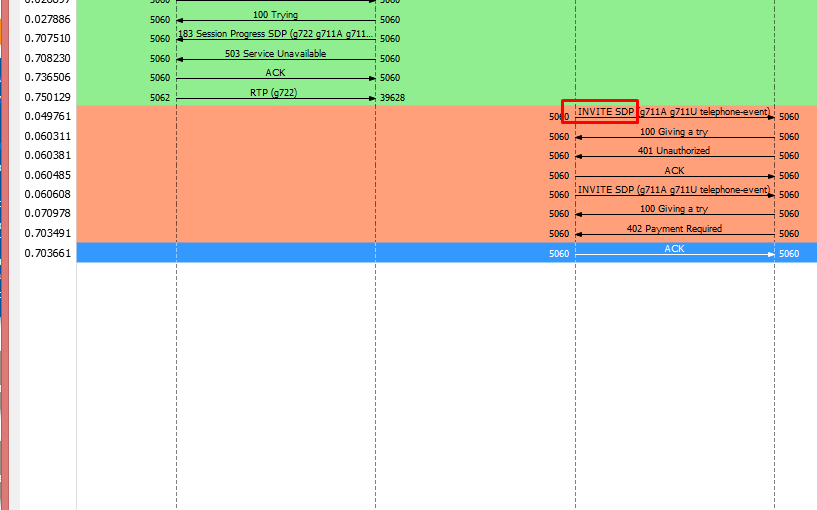 5060 5060
0.027886 5060 100 Trying 5060
0.707510 5060 183 Session Progress SDP (g722 g711A g711... 5060
0.708230 5060 503 Service Unavailable 5060
0.736506 5060 ACK 5060
0.750129 5062 RTP (g722) 39628
0.049761 5060 INVITE SDP (g711A g711U telephone-event) 5060
0.060311 5060 100 Giving a try 5060
0.060381 5060 401 Unauthorized 5060
0.060485 5060 ACK 5060
0.060608 5060 INVITE SDP (g711A g711U telephone-event) 5060
0.070978 5060 100 Giving a try 5060
0.703491 5060 402 Payment Required 5060
0.703661 5060 ACK 5060